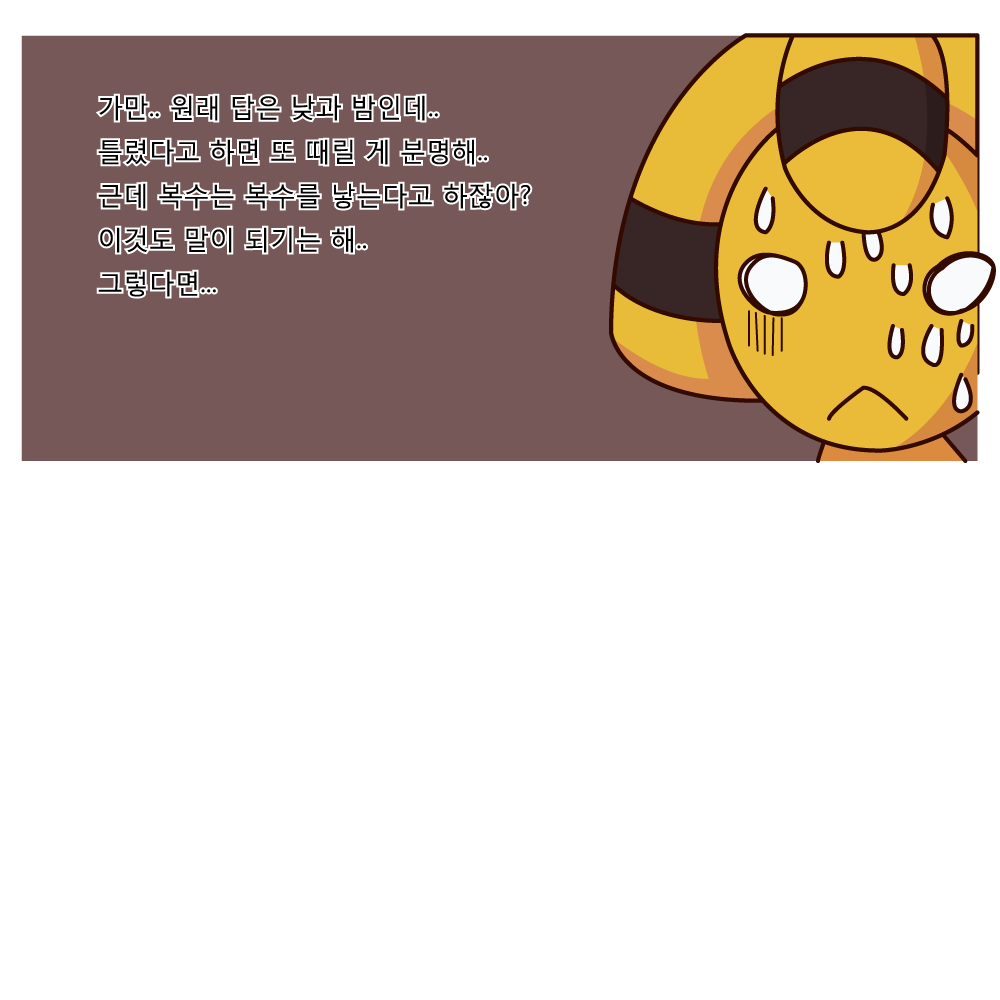 가만.. 원래 답은 낮과 밤인데..
틀렸다고 하면 또 때릴 게 분명해..
근데 복수는 복수를 낳는다고 하잖아?
이것도 말이 되기는 해..
그렇다면...